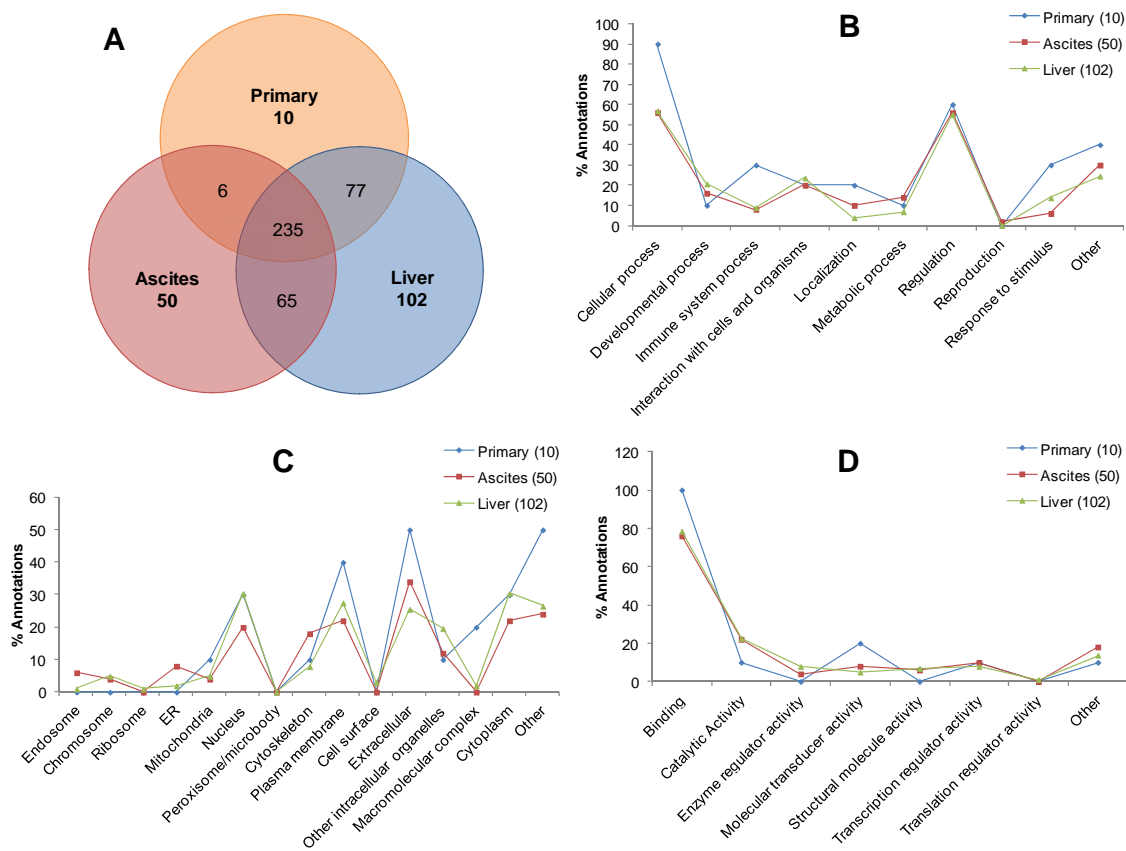 A
Primary
10
6
77
235
Ascites
50
65
Liver
102
B
Primary (10)
Ascites (50)
Liver (102)
% Annotations
100
90
80
70
60
50
40
30
20
10
0
Cellular process
Developmental process
Immune system process
Interaction with cells and organisms
Localization
Metabolic process
Regulation
Reproduction
Response to stimulus
Other
C
Primary (10)
Ascites (50)
Liver (102)
% Annotations
60
50
40
30
20
10
0
Endosome
Chromosome
Ribosome
ER
Mitochondria
Nucleus
Peroxisome/microbody
Cytoskeleton
Plasma membrane
Cell surface
Extracellular
Other intracellular organelles
Macromolecular complex
Cytoplasm
Other
D
Primary (10)
Ascites (50)
Liver (102)
% Annotations
120
100
80
60
40
20
0
Binding
Catalytic Activity
Enzyme regulator activity
Molecular transducer activity
Structural molecule activity
Transcription regulator activity
Translation regulator activity
Other